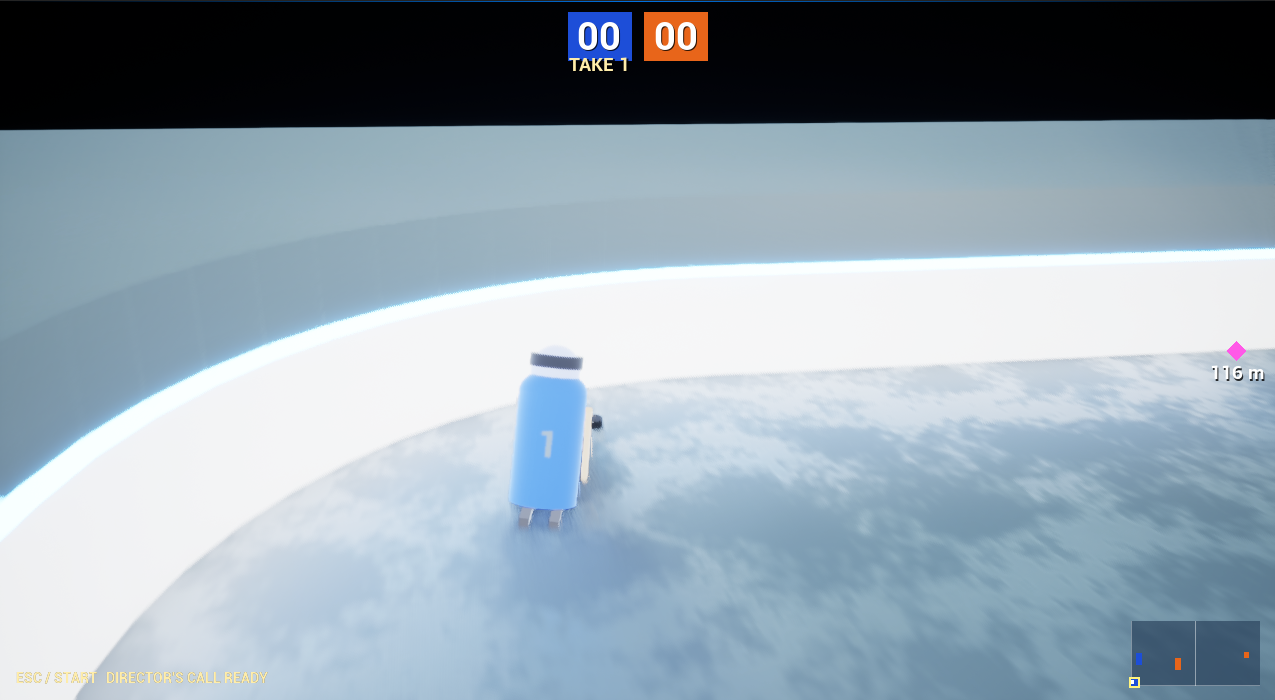 00 00
TAKE 1
116 m
1
ESC / START DIRECTOR'S CALL READY